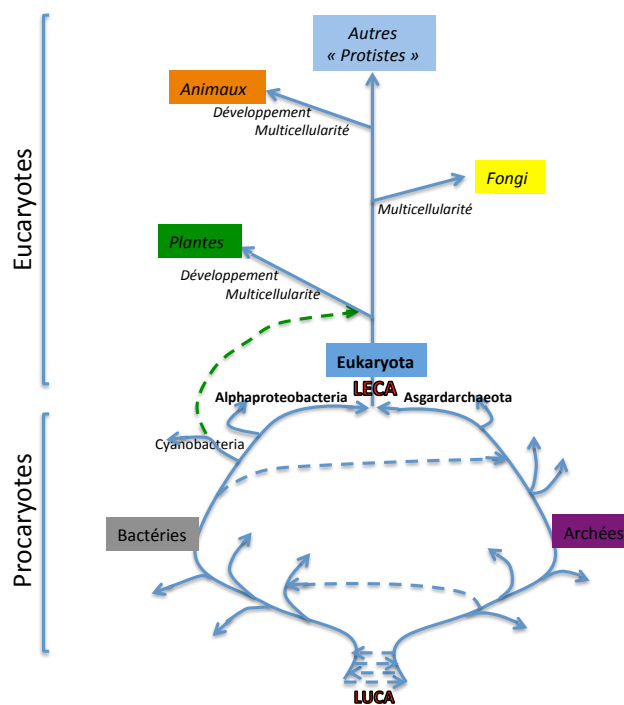 Autres
« Protistes »
Animaux
Développement
Multicellularité
Fongi
Multicellularité
Plantes
Développement
Multicellularité
Eucaryotes
Eukaryota
LECA
Alphaproteobacteria
Asgardarchaeota
Cyanobacteria
Procaryotes
Bactéries
Archées
LUCA